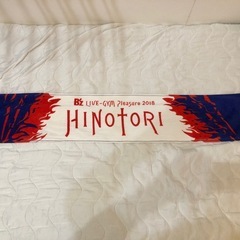 B'z LIVE-GYM Pleasure 2018
HINOTORI